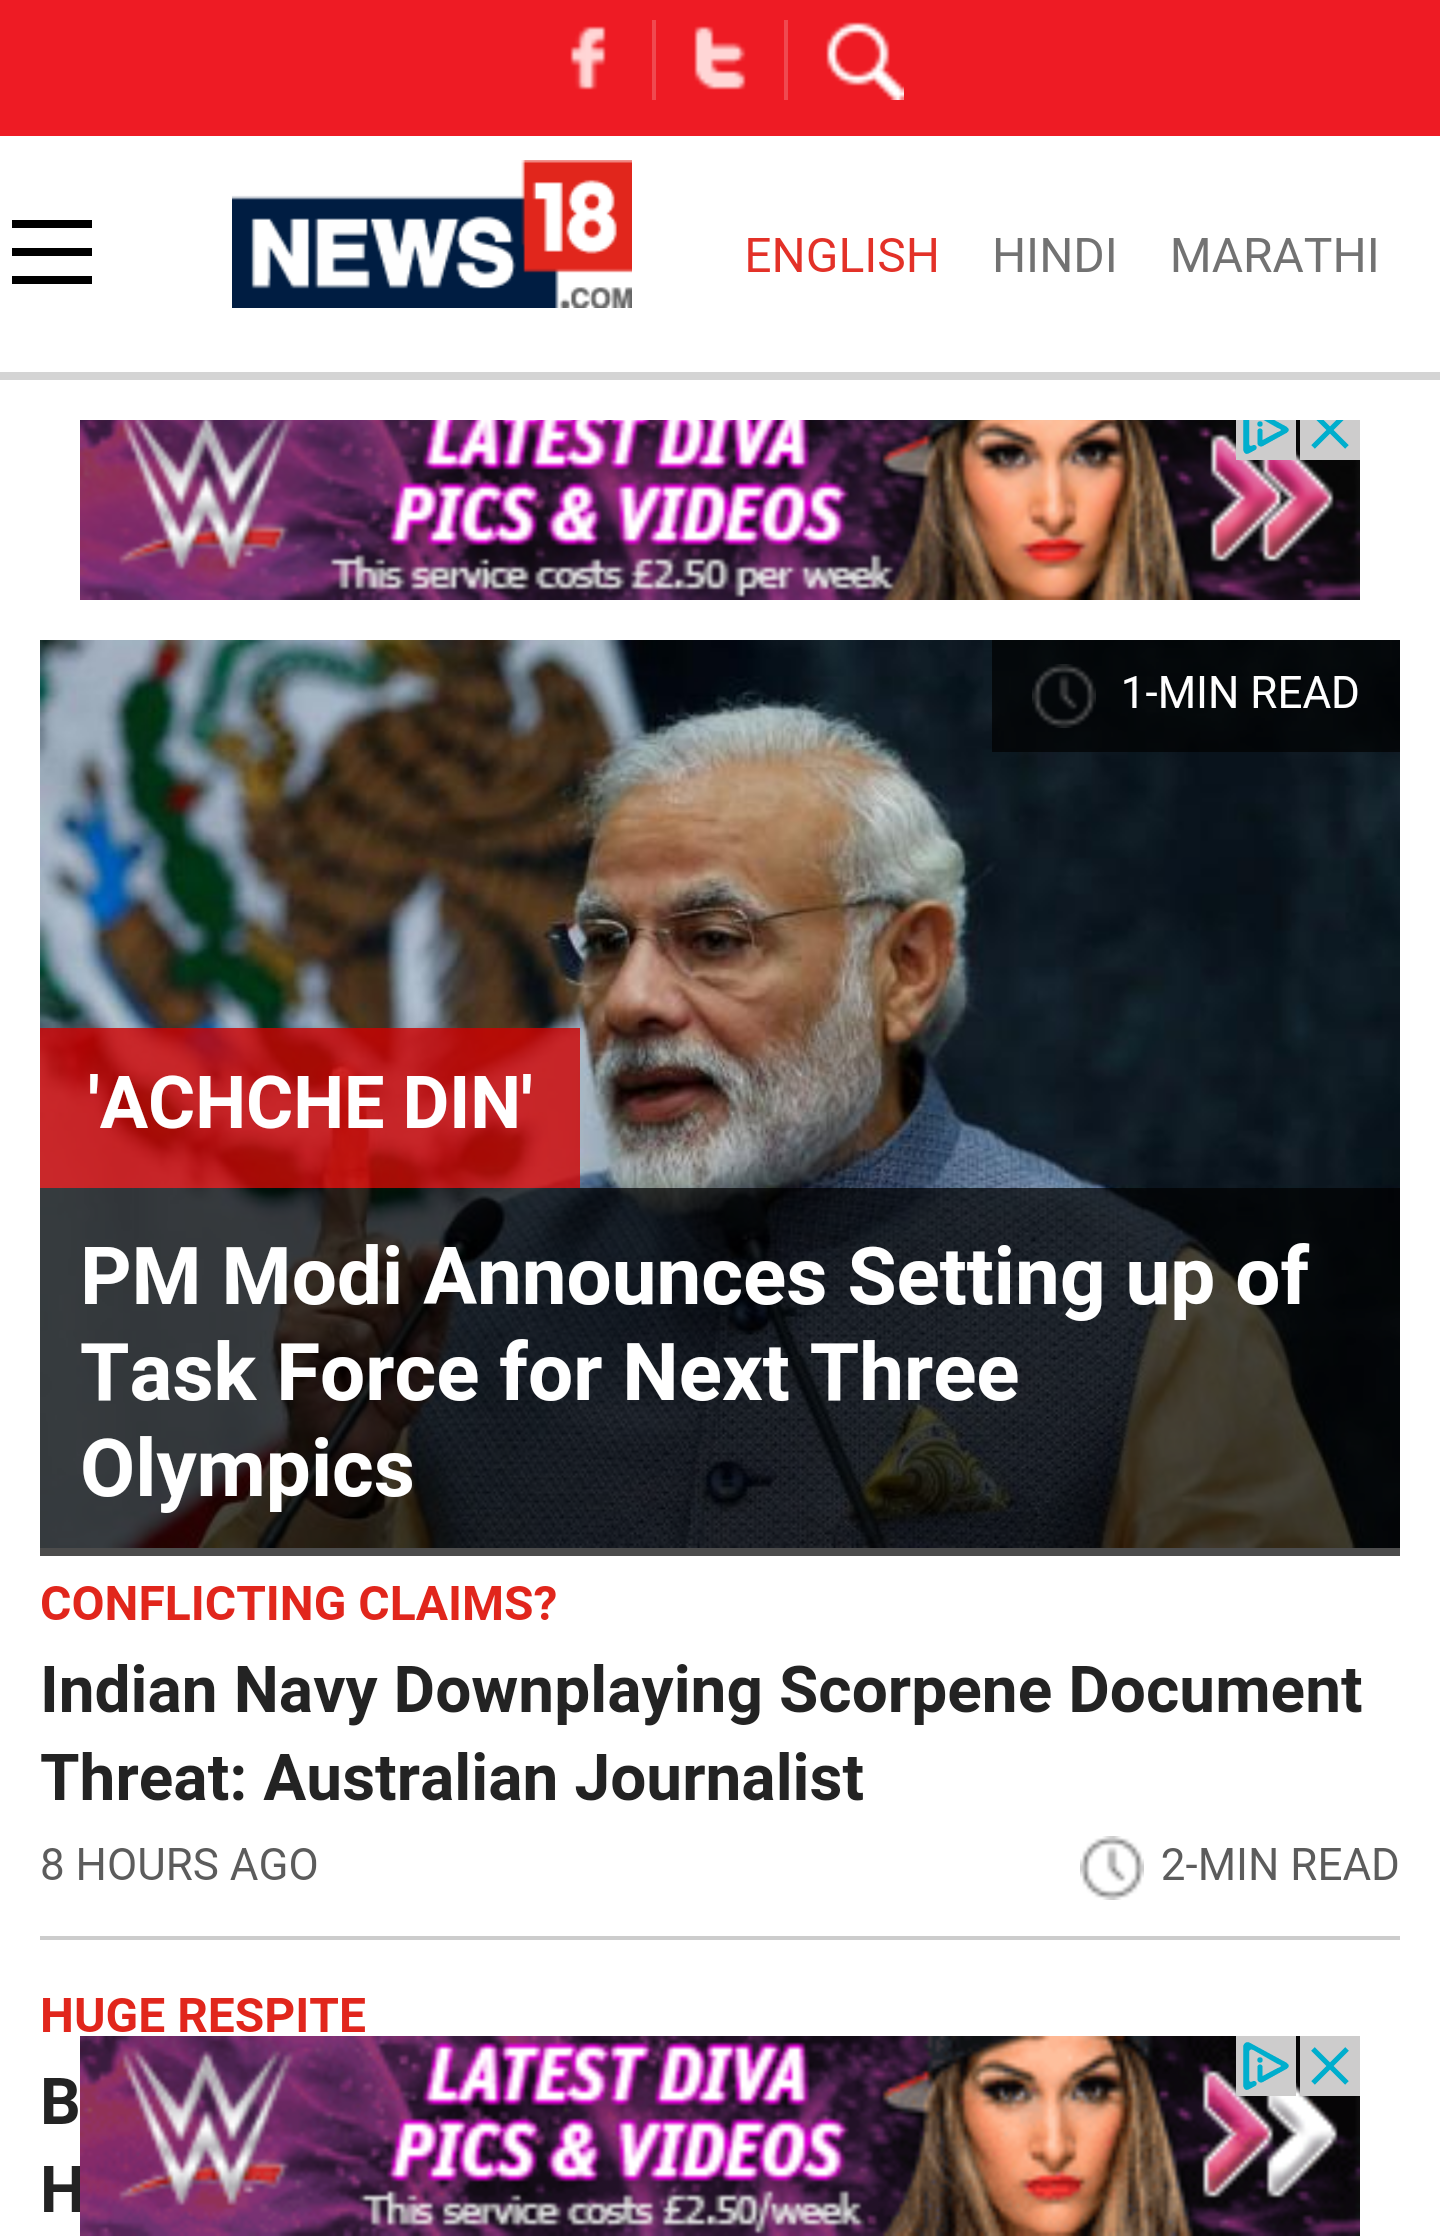 NEWS 18
.COM
ENGLISH HINDI MARATHI
W
LATEST DIVA
PICS & VIDEOS
This service costs £2.50 per week
1-MIN READ
'ACHCHE DIN'
PM Modi Announces Setting up of
Task Force for Next Three
Olympics
CONFLICTING CLAIMS?
Indian Navy Downplaying Scorpene Document
Threat: Australian Journalist
8 HOURS AGO 2-MIN READ
HUGE RESPITE
B
H
W
LATEST DIVA
PICS & VIDEOS
This service costs £2.50/week